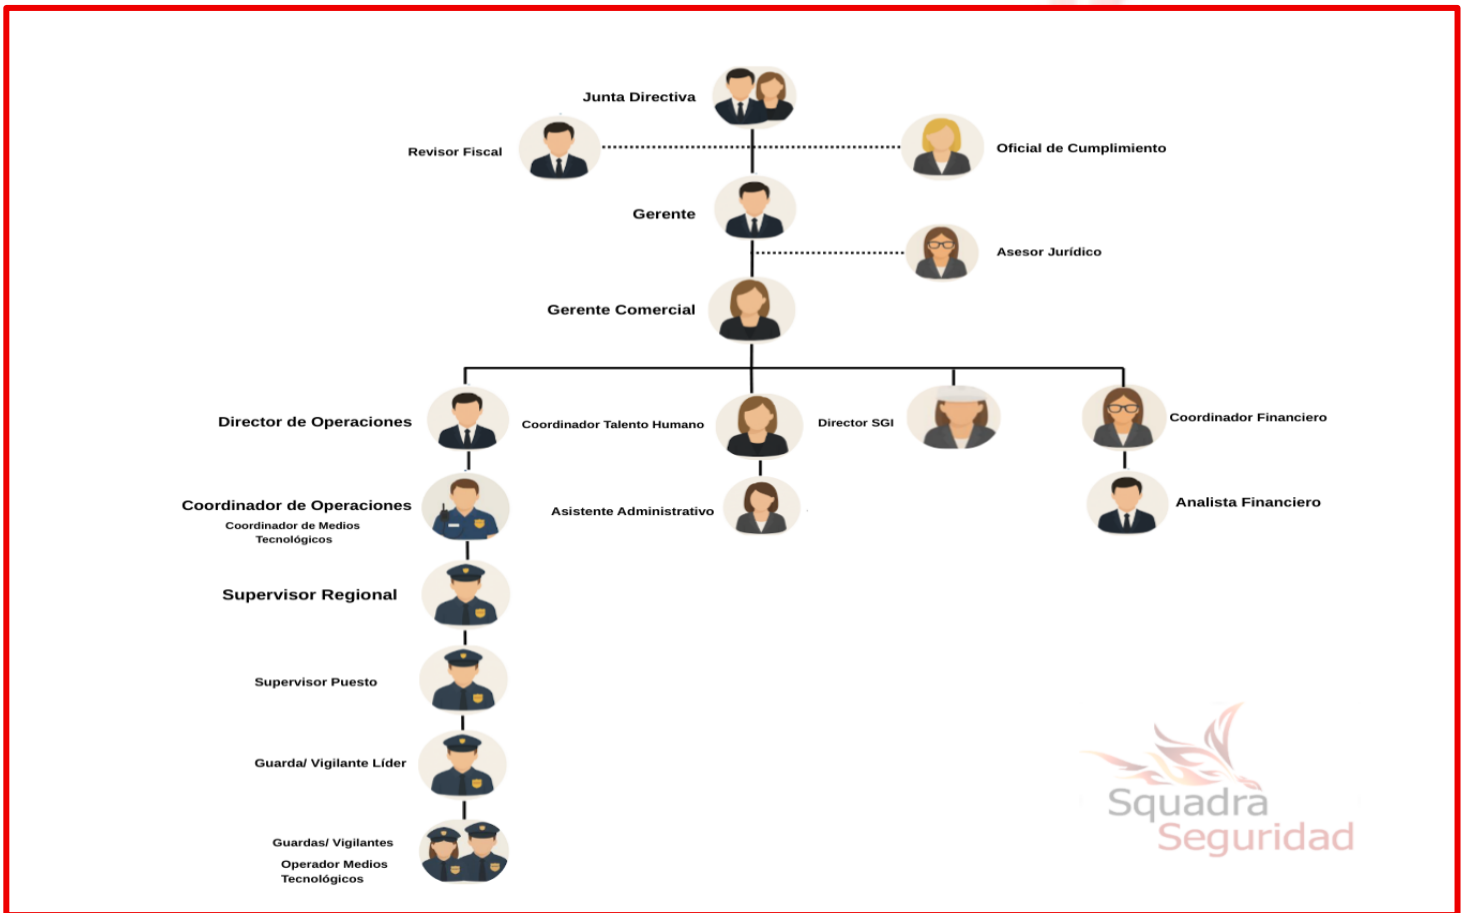 Junta Directiva
Revisor Fiscal
Oficial de Cumplimiento
Gerente
Asesor Jurídico
Gerente Comercial
Director de Operaciones
Coordinador Talento Humano
Director SGI
Coordinador Financiero
Coordinador de Operaciones
Coordinador de Medios
Tecnológicos
Asistente Administrativo
Analista Financiero
Supervisor Regional
Supervisor Puesto
Guarda/ Vigilante Líder
Guardas/ Vigilantes
Operador Medios
Tecnológicos
Squadra
Seguridad